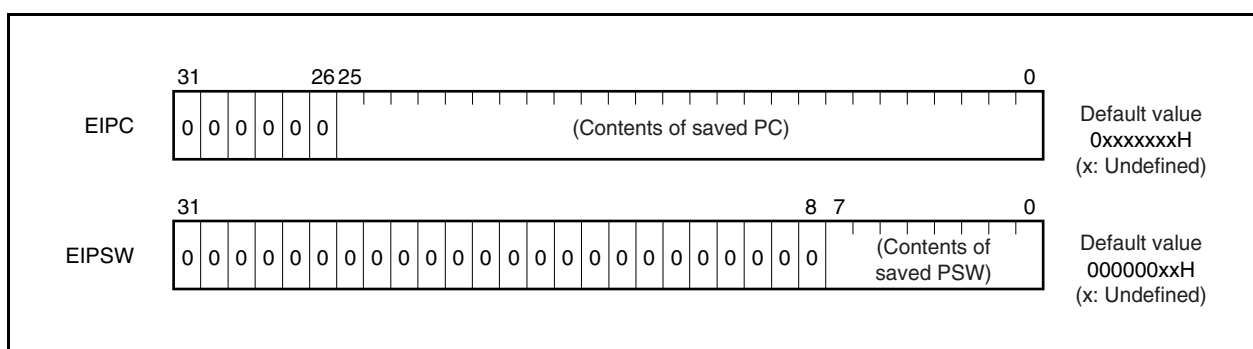 31 26 25 0
EIPC 0 0 0 0 0 0 (Contents of saved PC) Default value
0xxxxxxxH
(x: Undefined)
31 8 7 0
EIPSW 0 0 0 0 0 0 0 0 0 0 0 0 0 0 0 0 0 0 0 0 0 0 0 0 (Contents of
saved PSW) Default value
000000xxH
(x: Undefined)